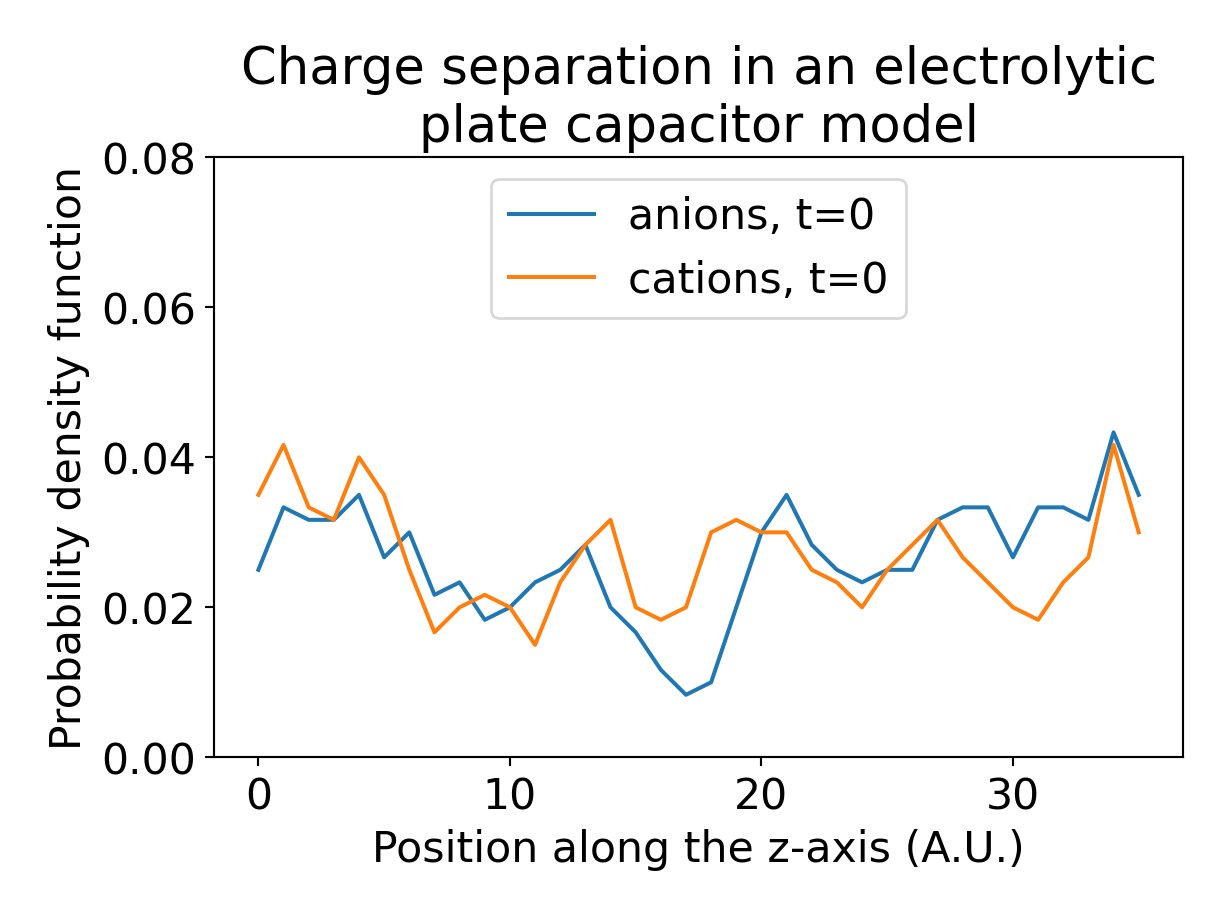 Charge separation in an electrolytic
plate capacitor model
0.08
0.06
0.04
0.02
0.00
Probability density function
anions, t=0
cations, t=0
0 10 20 30
Position along the z-axis (A.U.)